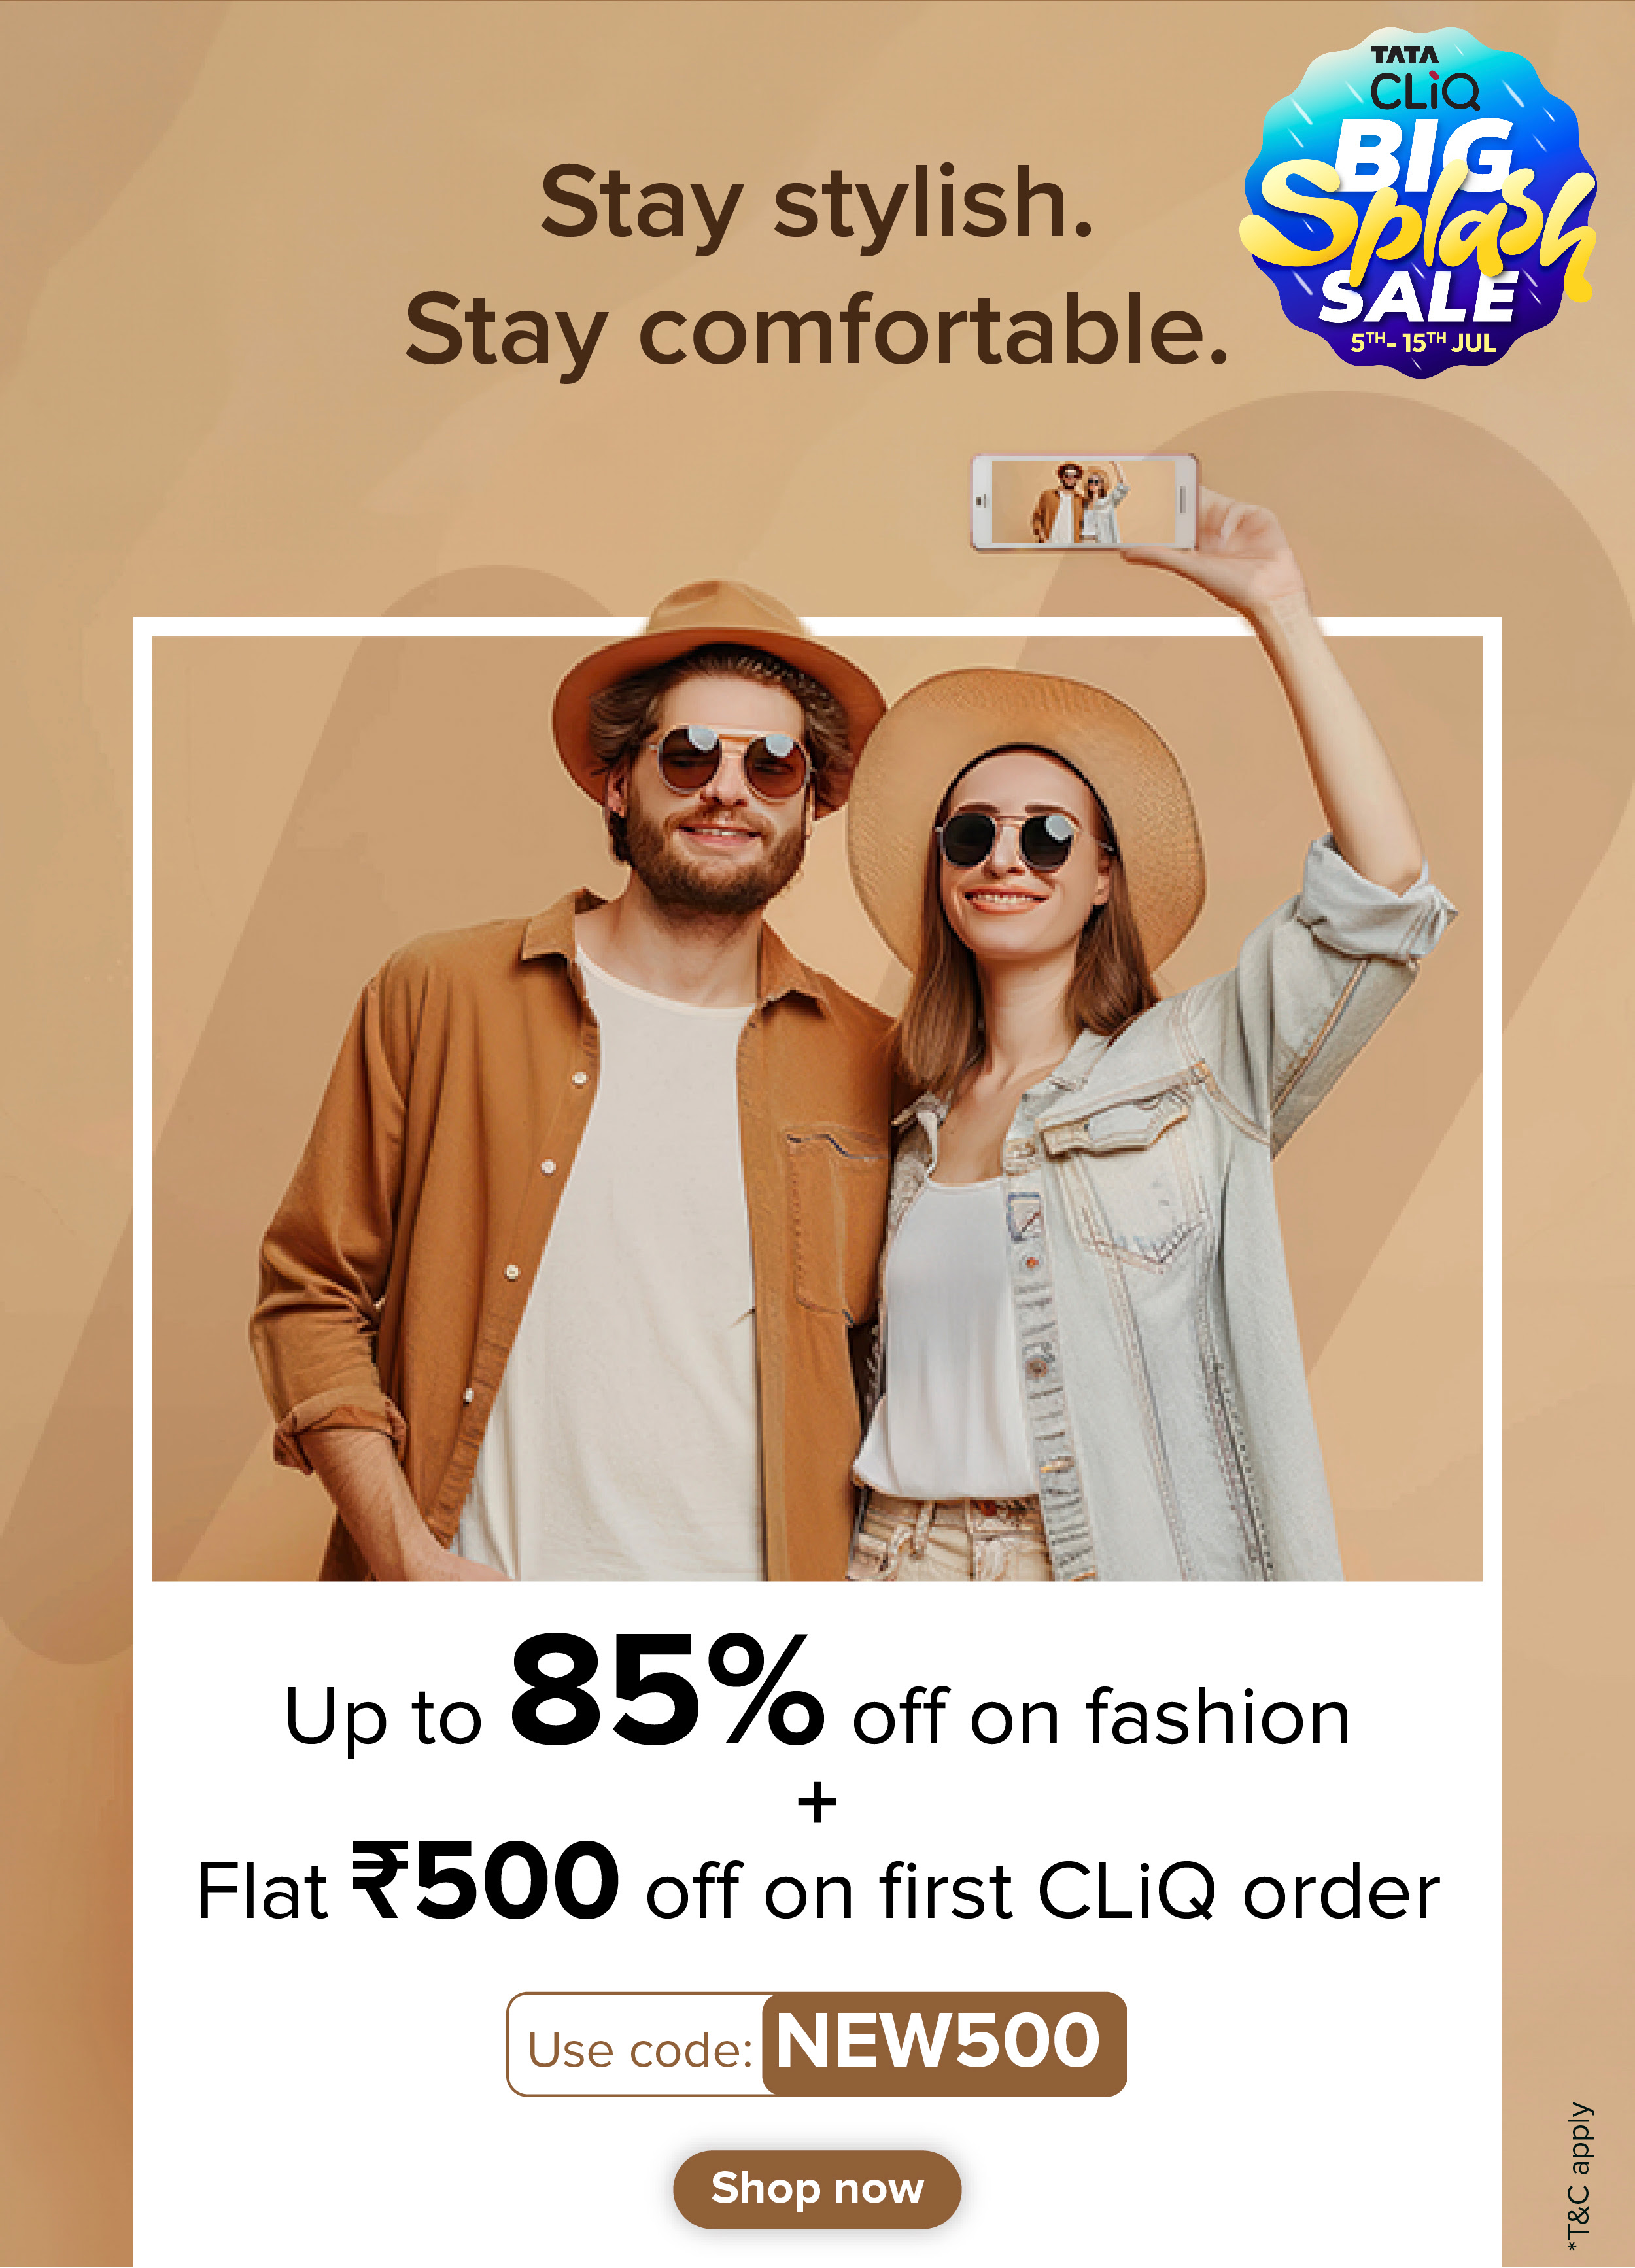 TATA
CLiQ
BIG
Splash
SALE
5TH- 15TH JUL
Stay stylish.
Stay comfortable.
Up to 85% off on fashion
+
Flat ₹500 off on first CLiQ order
Use code: NEW500
Shop now
*T&C apply